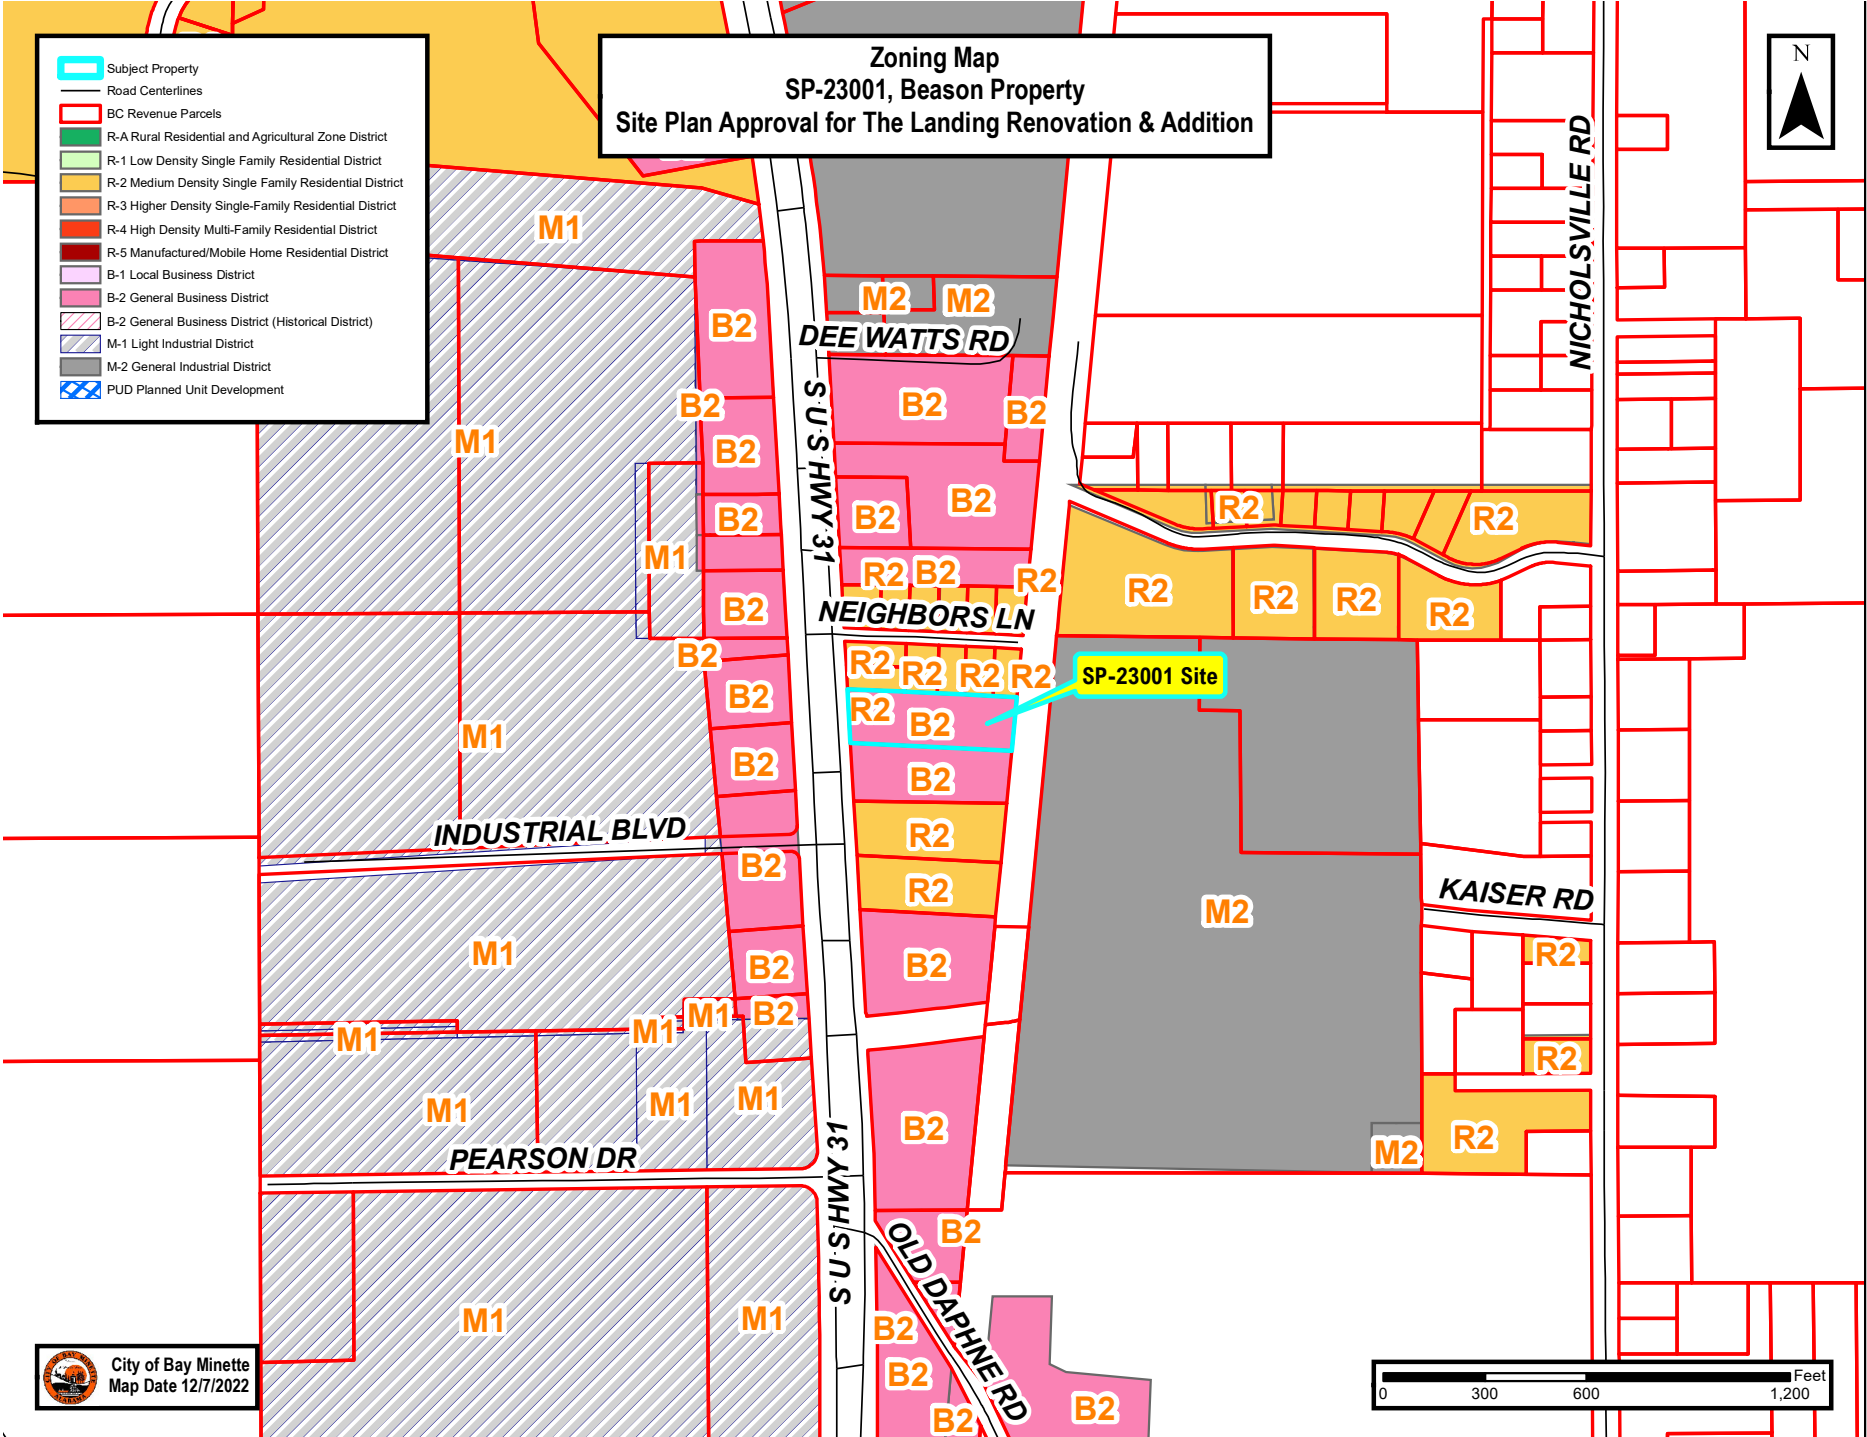 Zoning Map
SP-23001, Beason Property
Site Plan Approval for The Landing Renovation & Addition
N
Subject Property
Road Centerlines
BC Revenue Parcels
R-A Rural Residential and Agricultural Zone District
R-1 Low Density Single Family Residential District
R-2 Medium Density Single Family Residential District
R-3 Higher Density Single-Family Residential District
R-4 High Density Multi-Family Residential District
R-5 Manufactured/Mobile Home Residential District
B-1 Local Business District
B-2 General Business District
B-2 General Business District (Historical District)
M-1 Light Industrial District
M-2 General Industrial District
PUD Planned Unit Development
NICHOLSVILLE RD
M1
B2
M2
M2
DEE WATTS RD
B2
B2
B2
B2
M1
B2
S U S HWY 31
B2
B2
B2
R2
R2
M1
R2
B2
R2
B2
NEIGHBORS LN
R2
R2
R2
R2
R2
B2
R2
R2
R2
R2
SP-23001 Site
B2
R2
B2
M1
B2
B2
INDUSTRIAL BLVD
R2
B2
R2
KAISER RD
M2
M1
B2
B2
R2
M1
M1
M1
B2
R2
M1
M1
M1
B2
M2
R2
PEARSON DR
S U S HWY 31
B2
OLD DAPHNE RD
M1
M1
B2
B2
B2
B2
CITY OF BAY MINETTE
ALABAMA
City of Bay Minette
Map Date 12/7/2022
Feet
0 300 600 1,200